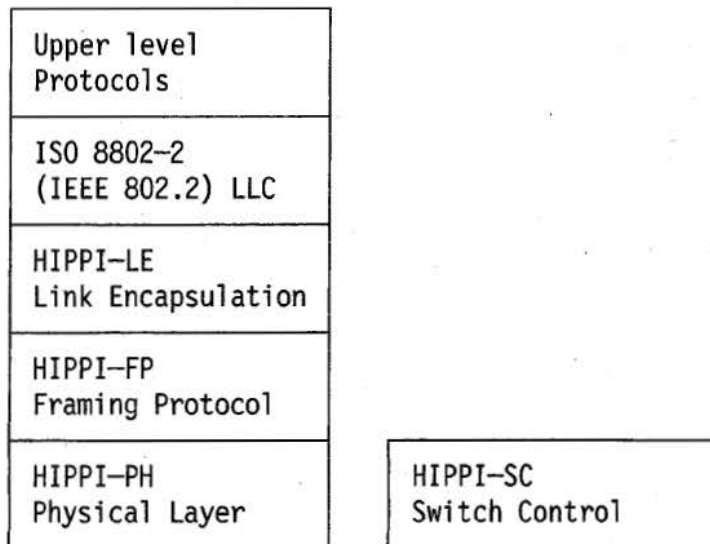 Upper level
Protocols
ISO 8802-2
(IEEE 802.2) LLC
HIPPI-LE
Link Encapsulation
HIPPI-FP
Framing Protocol
HIPPI-PH
Physical Layer
HIPPI-SC
Switch Control